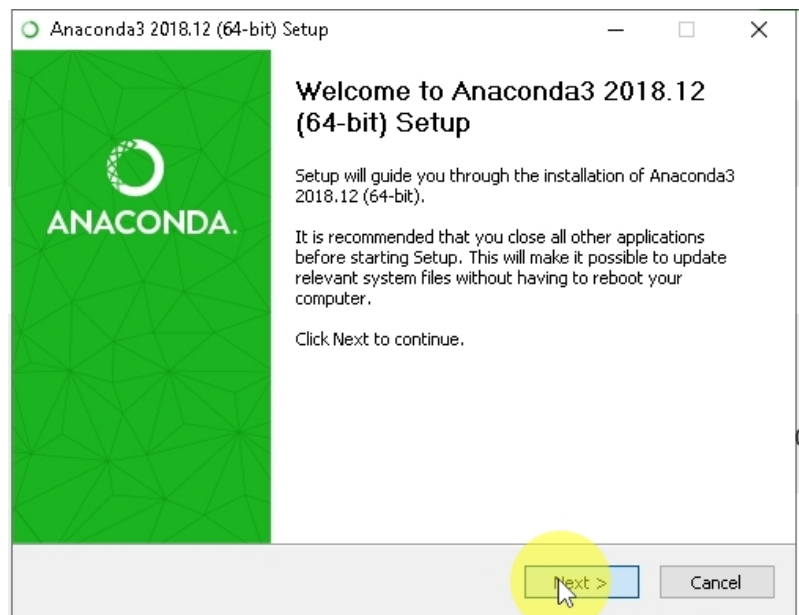 Anaconda3 2018.12 (64-bit) Setup
ANACONDA.
Welcome to Anaconda3 2018.12
(64-bit) Setup
Setup will guide you through the installation of Anaconda3
2018.12 (64-bit).
It is recommended that you close all other applications
before starting Setup. This will make it possible to update
relevant system files without having to reboot your
computer.
Click Next to continue.
Next >
Cancel